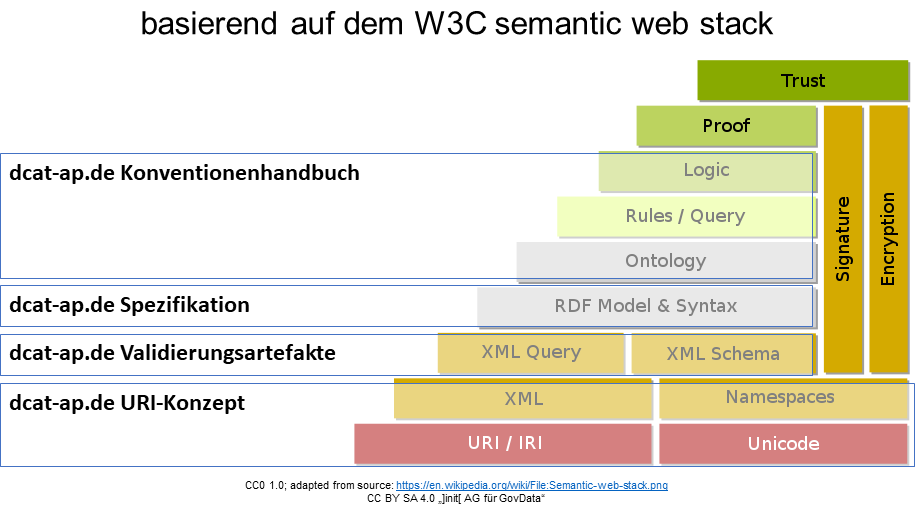 basierend auf dem W3C semantic web stack
Trust
Proof
dcat-ap.de Konventionenhandbuch
Logic
Rules / Query
Ontology
Signature
Encryption
dcat-ap.de Spezifikation
RDF Model & Syntax
dcat-ap.de Validierungsartefakte
XML Query
XML Schema
dcat-ap.de URI-Konzept
XML
Namespaces
URI / IRI
Unicode
CC0 1.0; adapted from source: https://en.wikipedia.org/wiki/File:Semantic-web-stack.png
CC BY SA 4.0 „]init[ AG für GovData“